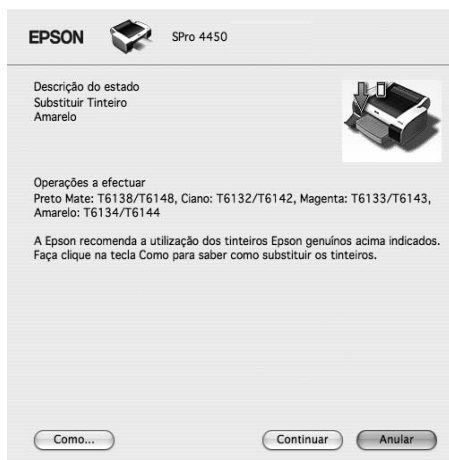 EPSON
SPro 4450
Descrição do estado
Substituir Tinteiro
Amarelo
Operações a efectuar
Preto Mate: T6138/T6148, Ciano: T6132/T6142, Magenta: T6133/T6143,
Amarelo: T6134/T6144
A Epson recomenda a utilização dos tinteiros Epson genuínos acima indicados.
Faça clique na tecla Como para saber como substituir os tinteiros.
Como...
Continuar
Anular